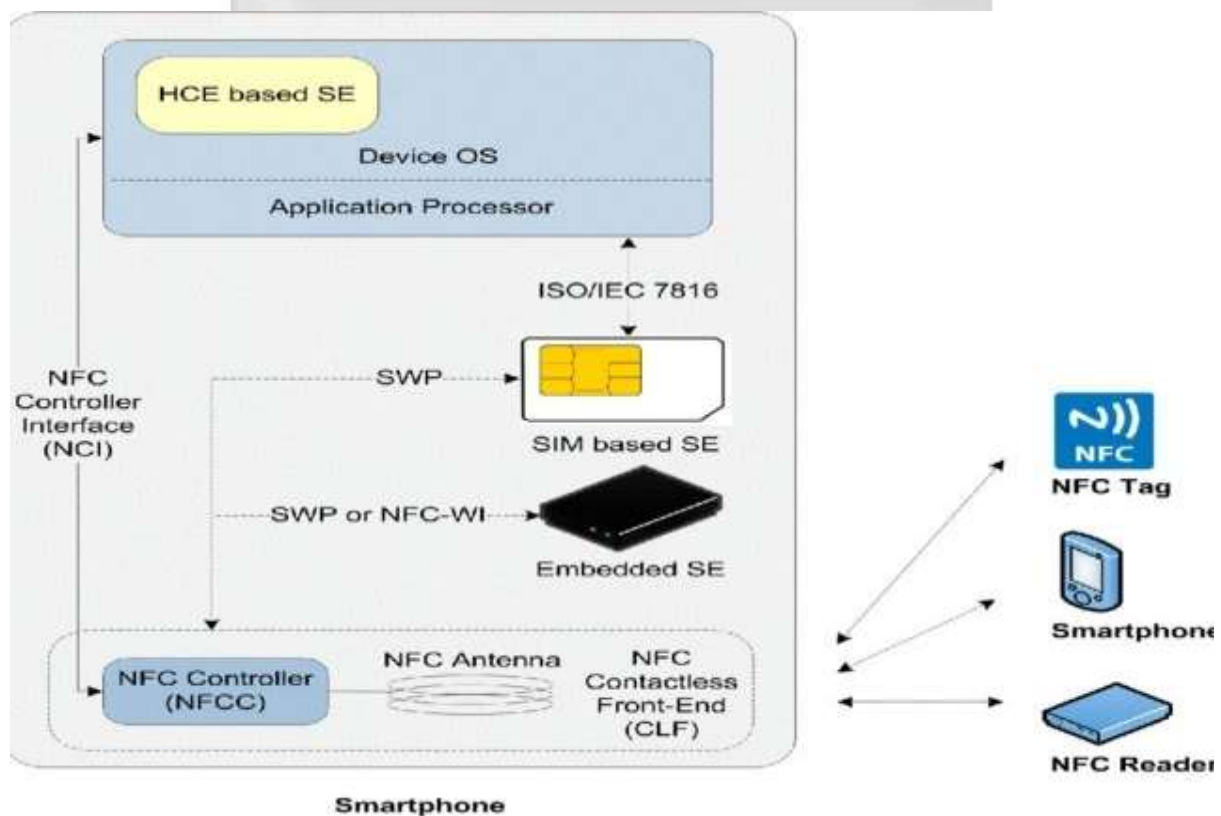 HCE based SE
Device OS
Application Processor
ISO/IEC 7816
SWP
NFC
Controller
Interface
(NCI)
SIM based SE
SWP or NFC-WI
Embedded SE
NFC Controller
(NFCC)
NFC Antenna
NFC
Contactless
Front-End
(CLF)
Smartphone
NFC
NFC Tag
Smartphone
NFC Reader